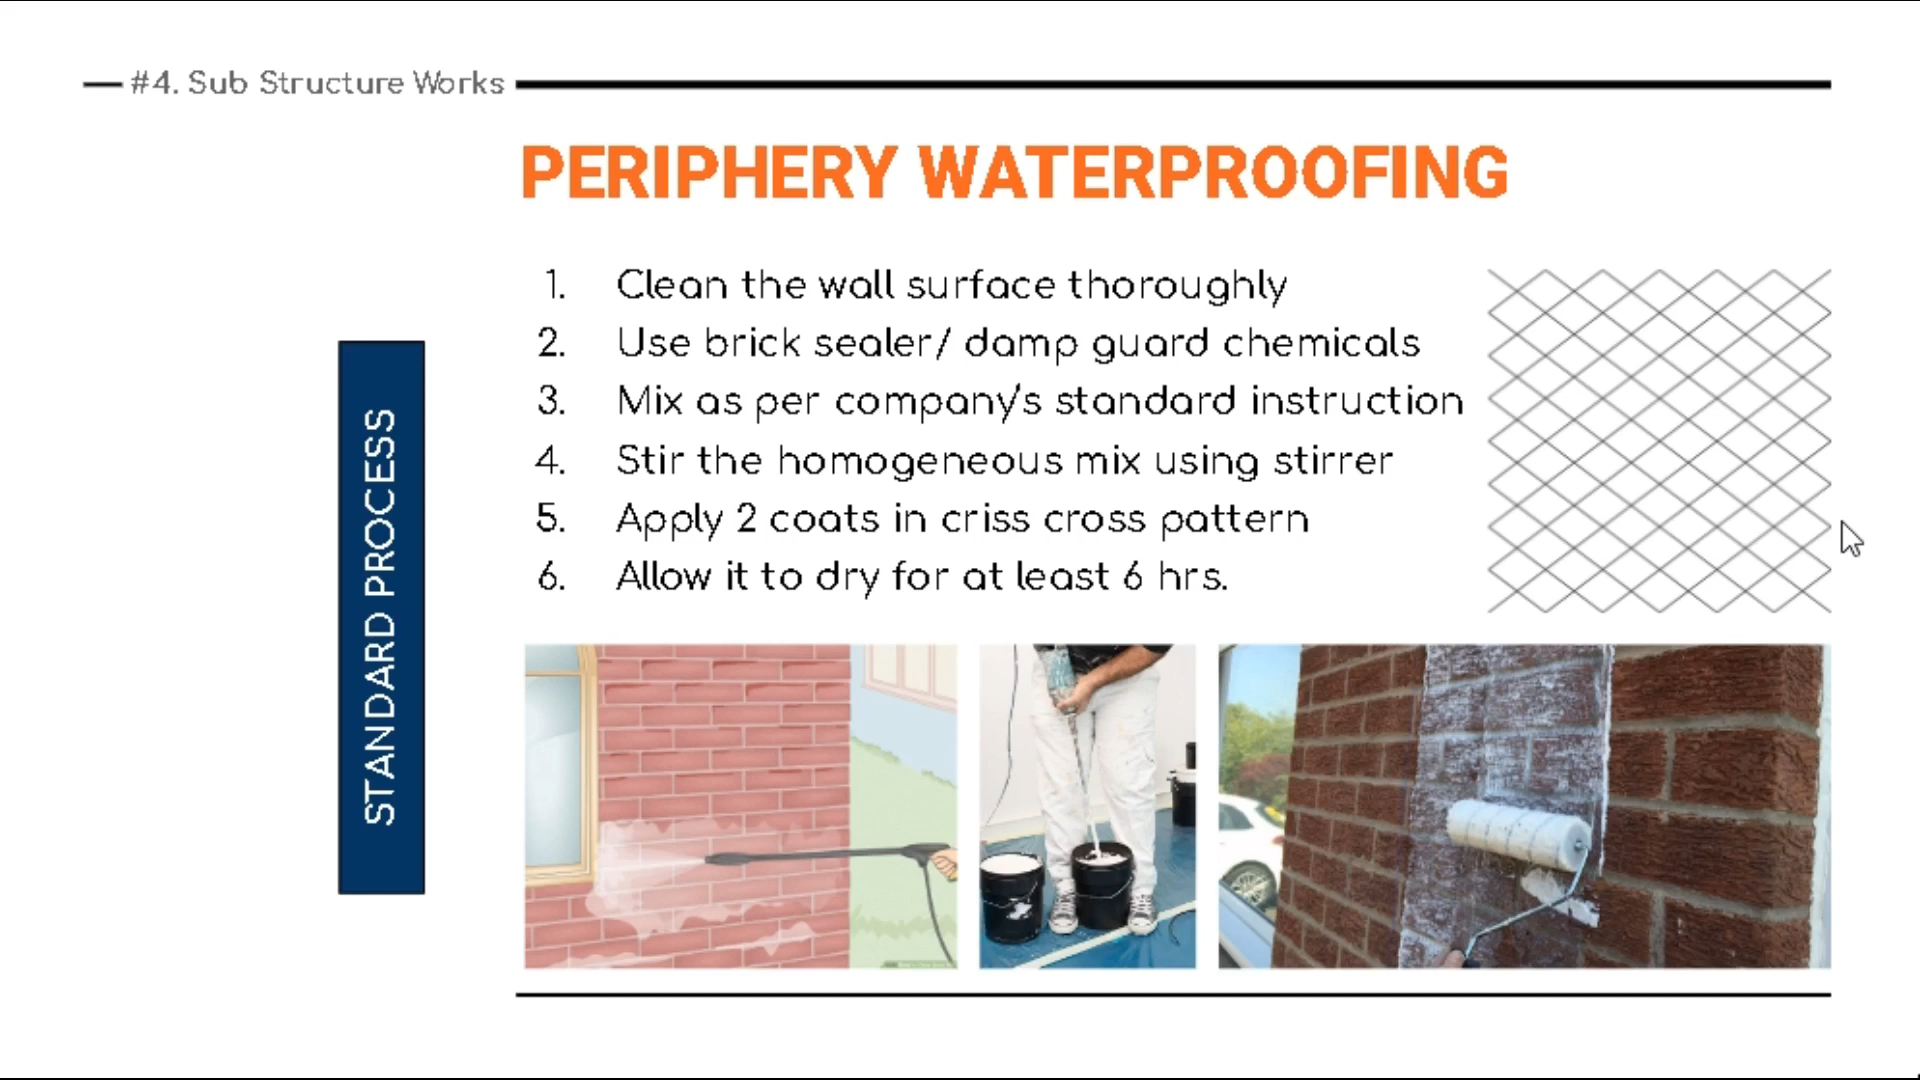 #4. Sub Structure Works
PERIPHERY WATERPROOFING
STANDARD PROCESS
1. Clean the wall surface thoroughly
2. Use brick sealer/ damp guard chemicals
3. Mix as per company's standard instruction
4. Stir the homogeneous mix using stirrer
5. Apply 2 coats in criss cross pattern
6. Allow it to dry for at least 6 hrs.